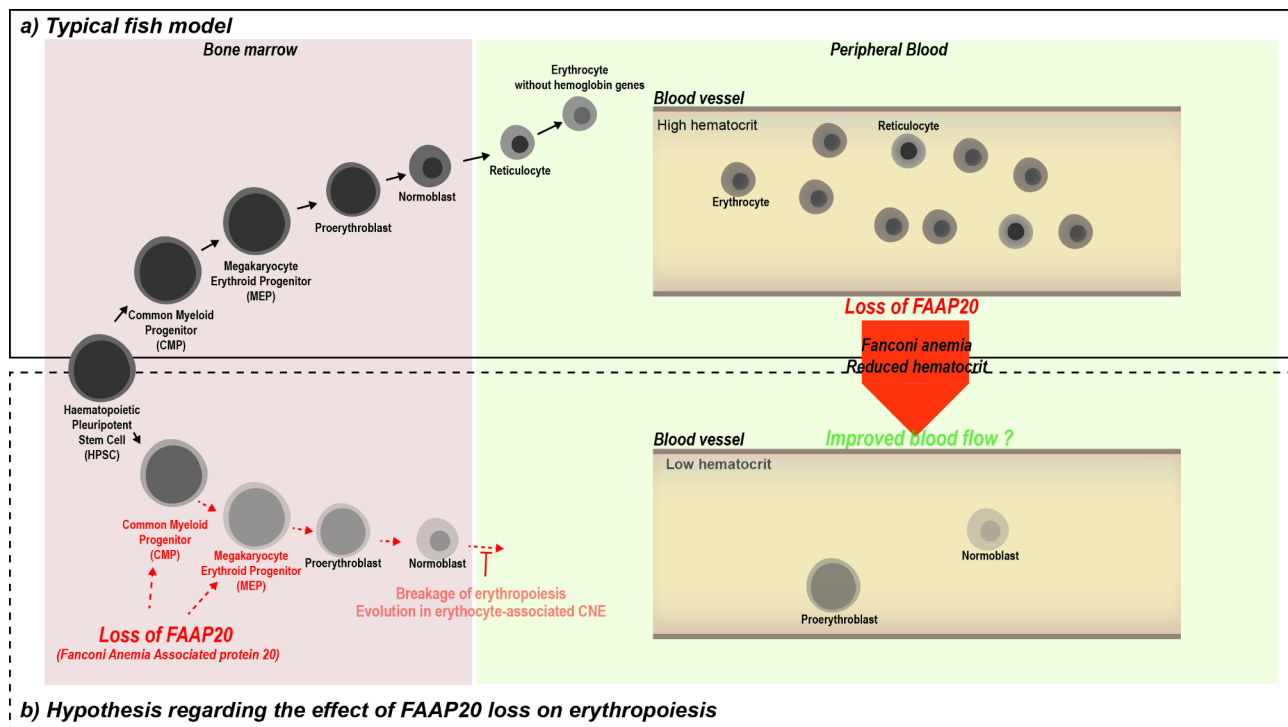 a) Typical fish model
Bone marrow
Peripheral Blood
Erythrocyte
without hemoglobin genes
Reticulocyte
Normoblast
Proerythroblast
Megakaryocyte
Erythroid Progenitor
(MEP)
Common Myeloid
Progenitor
(CMP)
Haematopoietic
Pleuripotent
Stem Cell
(HPSC)
Blood vessel
High hematocrit
Reticulocyte
Erythrocyte
Loss of FAAP20
Fanconi anemia
Reduced hematocrit
Improved blood flow ?
Blood vessel
Low hematocrit
Normoblast
Proerythroblast
Common Myeloid
Progenitor
(CMP)
Megakaryocyte
Erythroid Progenitor
(MEP)
Proerythroblast
Normoblast
Breakage of erythropoiesis
Evolution in erythocyte-associated CNE
Loss of FAAP20
(Fanconi Anemia Associated protein 20)
b) Hypothesis regarding the effect of FAAP20 loss on erythropoiesis